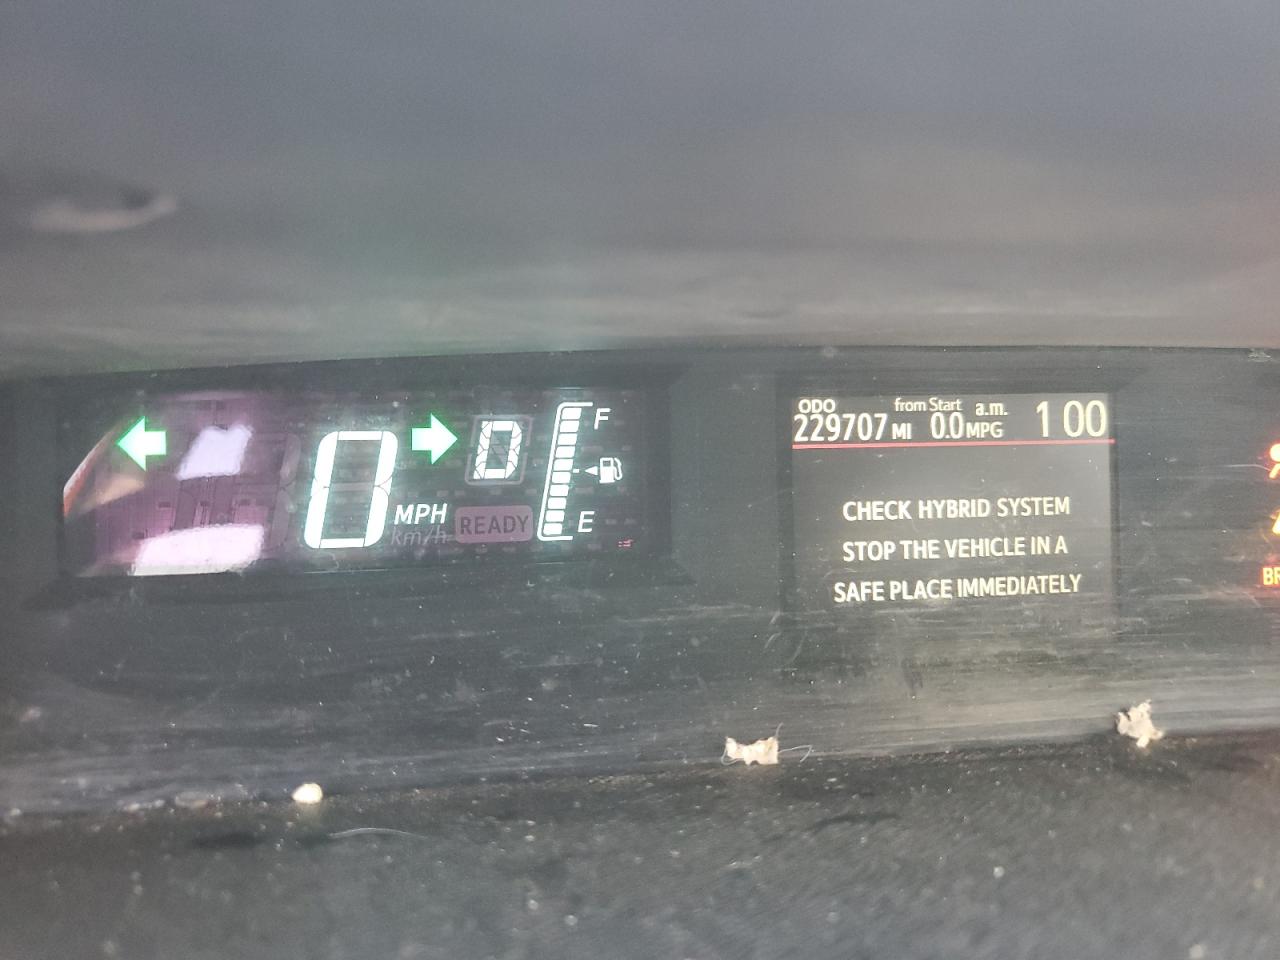 0 MPH
km/h
0
READY
F
E
ODO from Start a.m.
229707 MI 0.0 MPG 1 00
CHECK HYBRID SYSTEM
STOP THE VEHICLE IN A
SAFE PLACE IMMEDIATELY